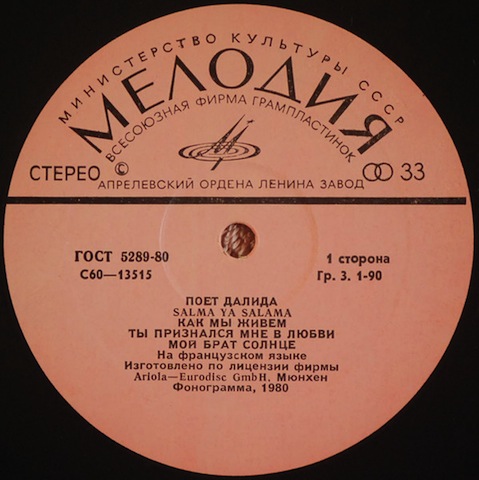 МИНИСТЕРСТВО КУЛЬТУРЫ СССР
МЕЛОДИЯ
ВСЕСОЮЗНАЯ ФИРМА ГРАМПЛАСТИНОК
СТЕРЕО © 33
АПРЕЛЕВСКИЙ ОРДЕНА ЛЕНИНА ЗАВОД
ГОСТ 5289-80 1 сторона
С60—13515 Гр. 3. 1-90
ПОЕТ ДАЛИДА
SALMA YA SALAMA
КАК МЫ ЖИВЕМ
ТЫ ПРИЗНАЛСЯ МНЕ В ЛЮБВИ
МОЙ БРАТ СОЛНЦЕ
На французском языке
Изготовлено по лицензии фирмы
Ariola—Eurodisc GmbH, Мюнхен
Фонограмма, 1980